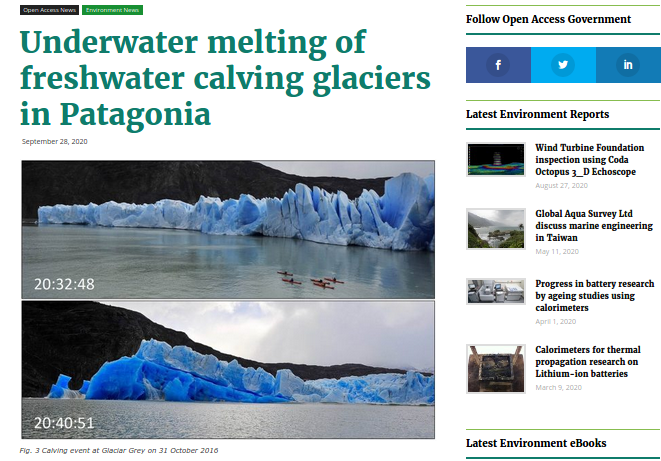 Open Access News Environment News
Underwater melting of
freshwater calving glaciers
in Patagonia
September 28, 2020
20:32:48
20:40:51
Fig. 3 Calving event at Glaciar Grey on 31 October 2016
Follow Open Access Government
Latest Environment Reports
Wind Turbine Foundation
inspection using Coda
Octopus 3_D Echoscope
August 27, 2020
Global Aqua Survey Ltd
discuss marine engineering
in Taiwan
May 11, 2020
Progress in battery research
by ageing studies using
calorimeters
April 1, 2020
Calorimeters for thermal
propagation research on
Lithium-ion batteries
March 9, 2020
Latest Environment eBooks